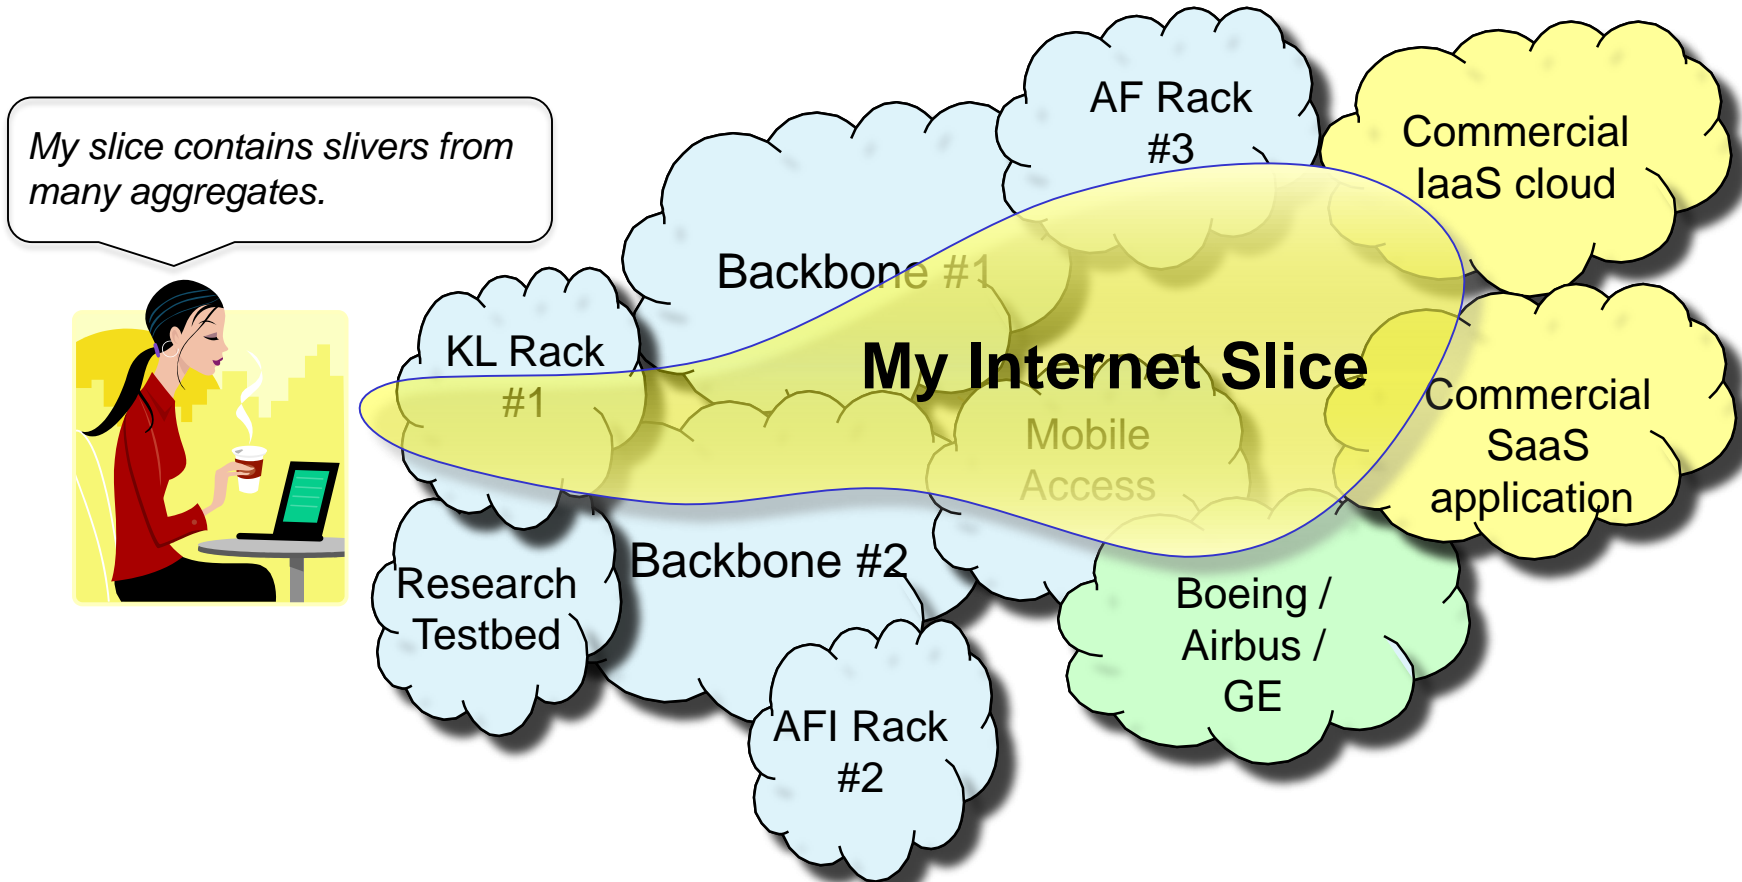 My slice contains slivers from
many aggregates.
AF Rack
#3
Commercial
IaaS cloud
Backbone #1
KL Rack
#1
My Internet Slice
Mobile
Access
Commercial
SaaS
application
Backbone #2
Research
Testbed
Boeing /
Airbus /
GE
AFI Rack
#2